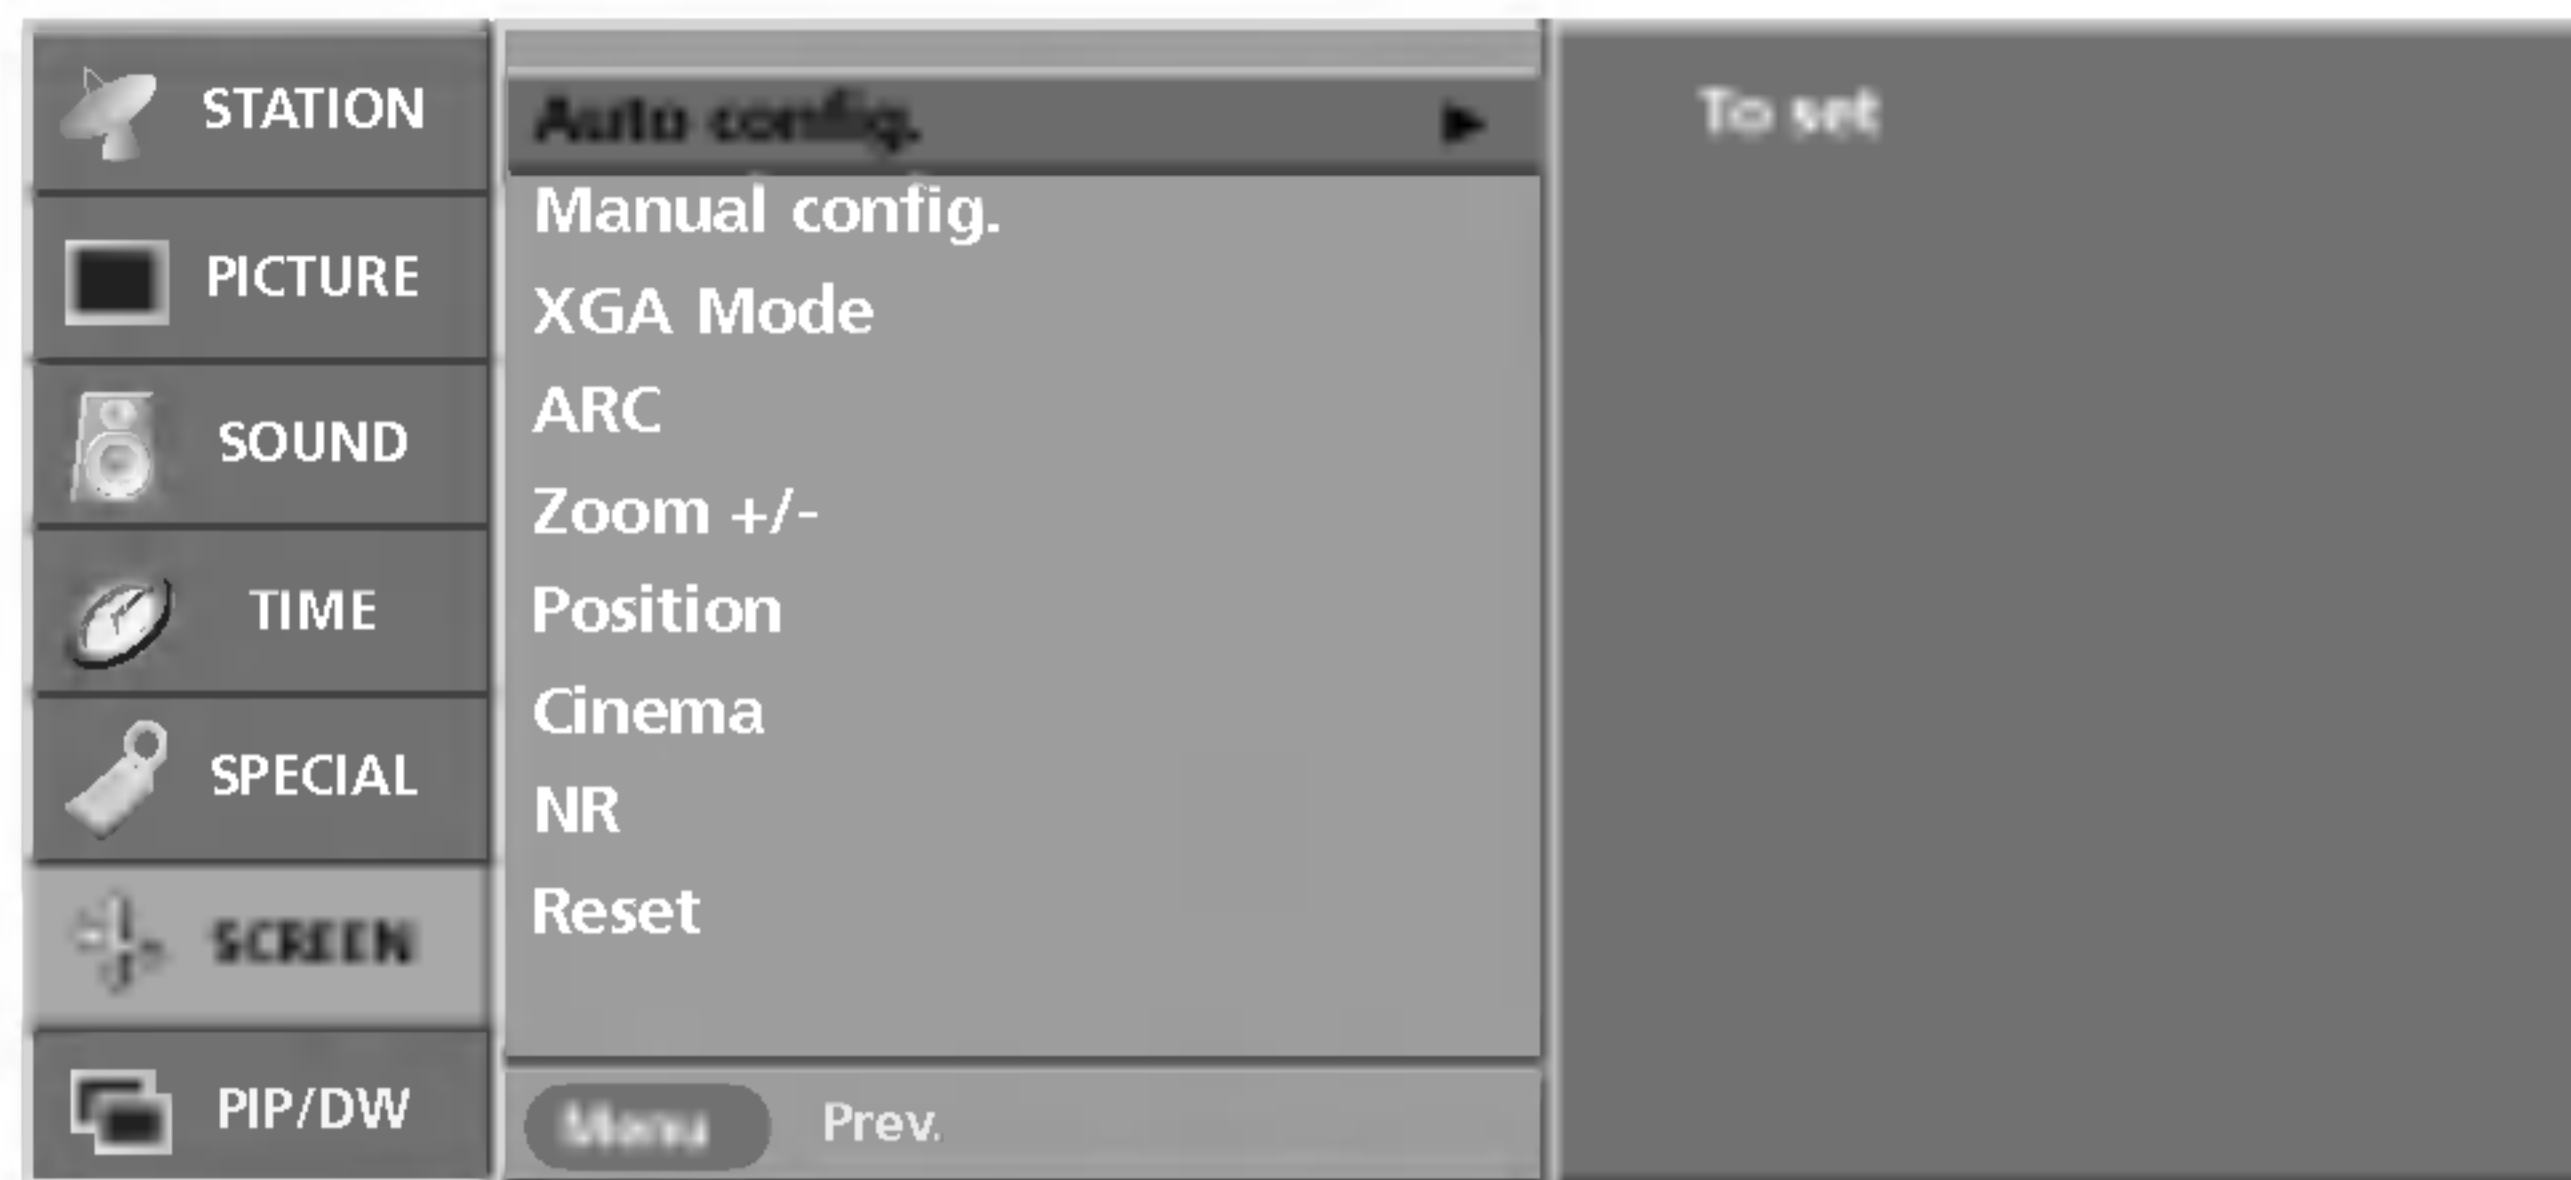 STATION
PICTURE
SOUND
TIME
SPECIAL
SCREEN
PIP/DW
Auto config.
Manual config.
XGA Mode
ARC
Zoom +/-
Position
Cinema
NR
Reset
Menu Prev.
To set